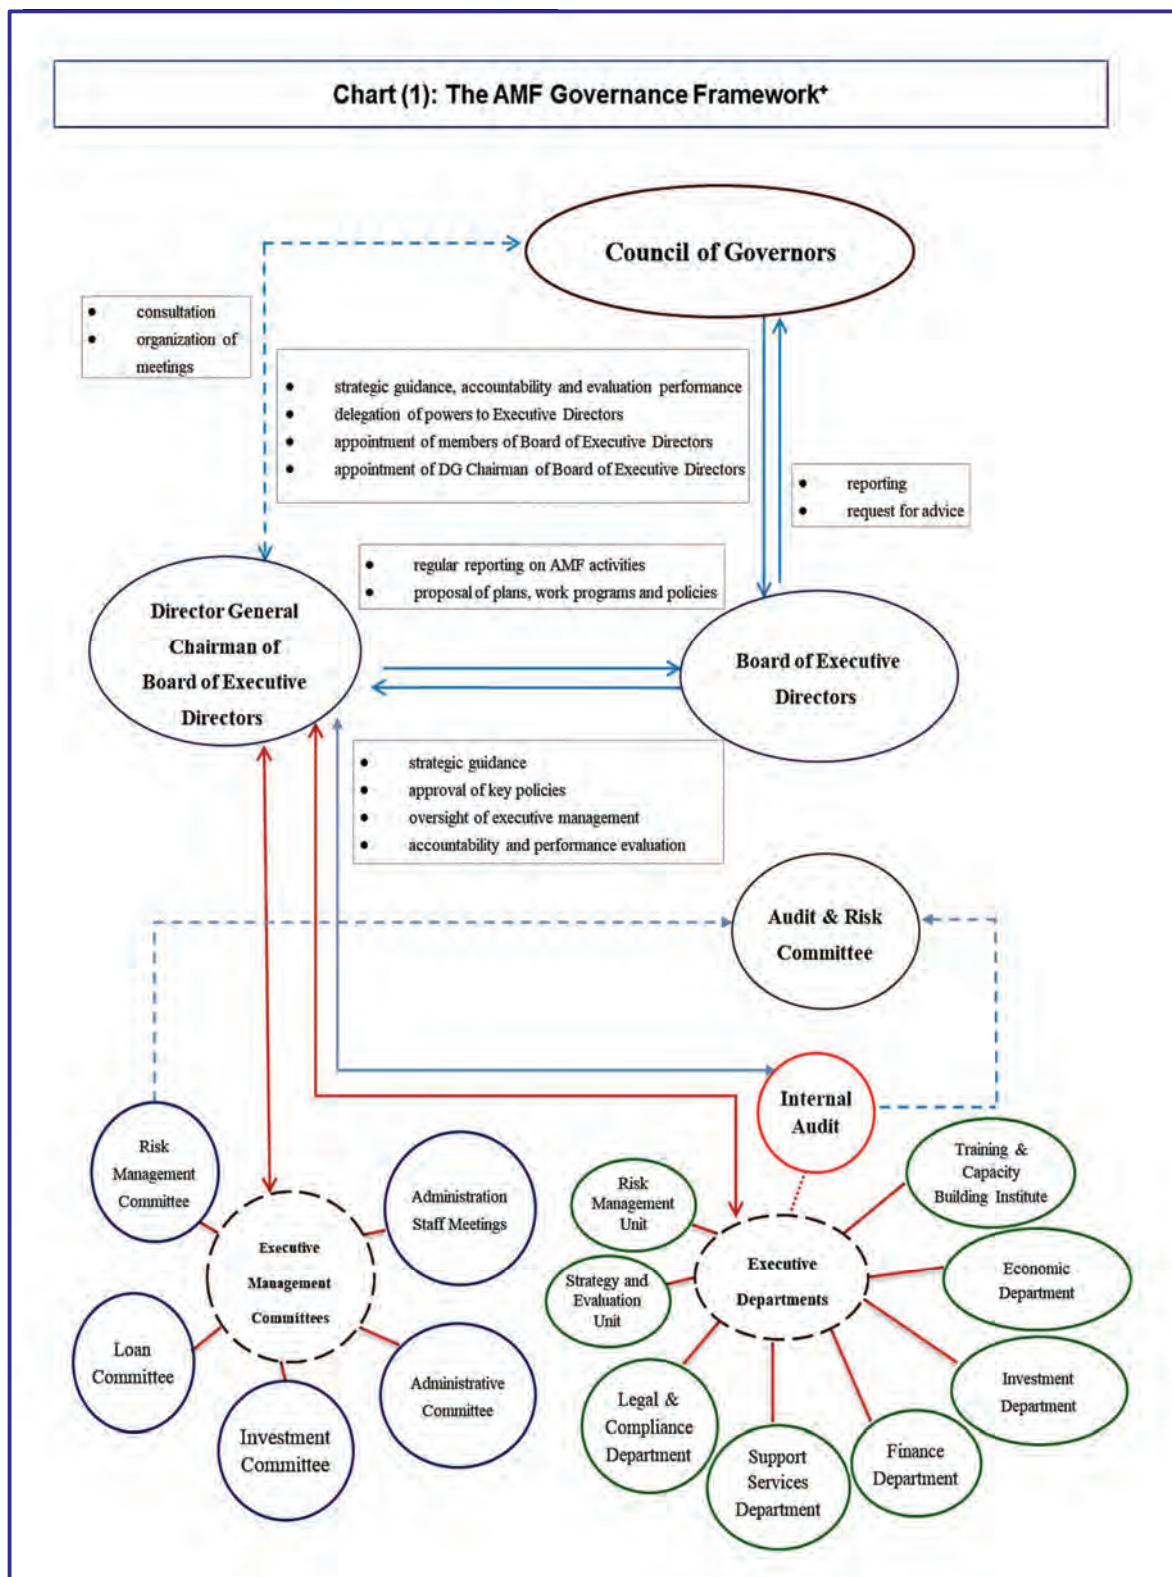 Chart (1): The AMF Governance Framework⁺
Council of Governors
• consultation
• organization of
meetings
• strategic guidance, accountability and evaluation performance
• delegation of powers to Executive Directors
• appointment of members of Board of Executive Directors
• appointment of DG Chairman of Board of Executive Directors
• reporting
• request for advice
• regular reporting on AMF activities
• proposal of plans, work programs and policies
Director General
Chairman of
Board of Executive
Directors
Board of Executive
Directors
• strategic guidance
• approval of key policies
• oversight of executive management
• accountability and performance evaluation
Audit & Risk
Committee
Internal
Audit
Risk
Management
Committee
Administration
Staff Meetings
Executive
Management
Committees
Loan
Committee
Investment
Committee
Administrative
Committee
Risk
Management
Unit
Training &
Capacity
Building Institute
Strategy and
Evaluation
Unit
Executive
Departments
Economic
Department
Legal &
Compliance
Department
Support
Services
Department
Finance
Department
Investment
Department